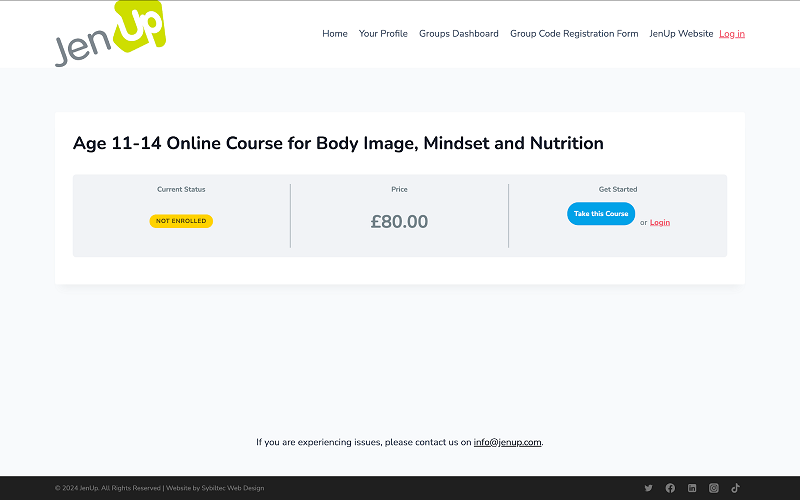 JenUp
Home Your Profile Groups Dashboard Group Code Registration Form JenUp Website Log in
Age 11-14 Online Course for Body Image, Mindset and Nutrition
Current Status
NOT ENROLLED
Price
£80.00
Get Started
Take this Course or Login
If you are experiencing issues, please contact us on info@jenup.com.
© 2024 JenUp. All Rights Reserved | Website by Sybiltec Web Design